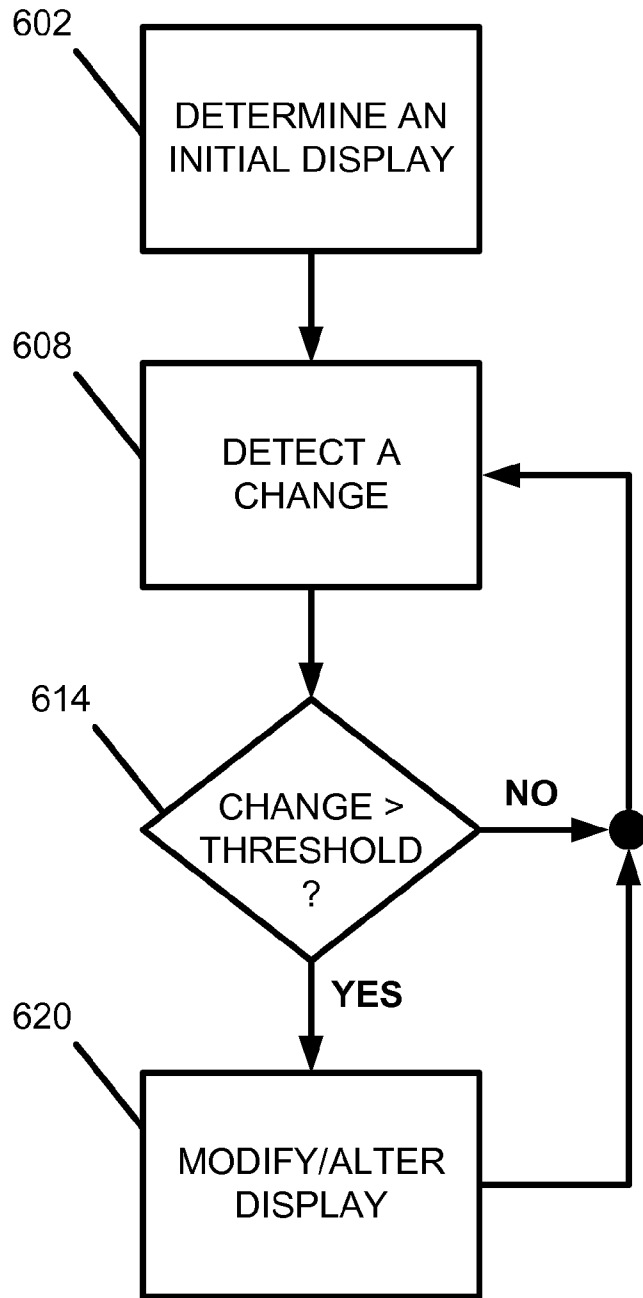 602
DETERMINE AN
INITIAL DISPLAY
608
DETECT A
CHANGE
614
CHANGE >
THRESHOLD
?
NO
YES
620
MODIFY/ALTER
DISPLAY